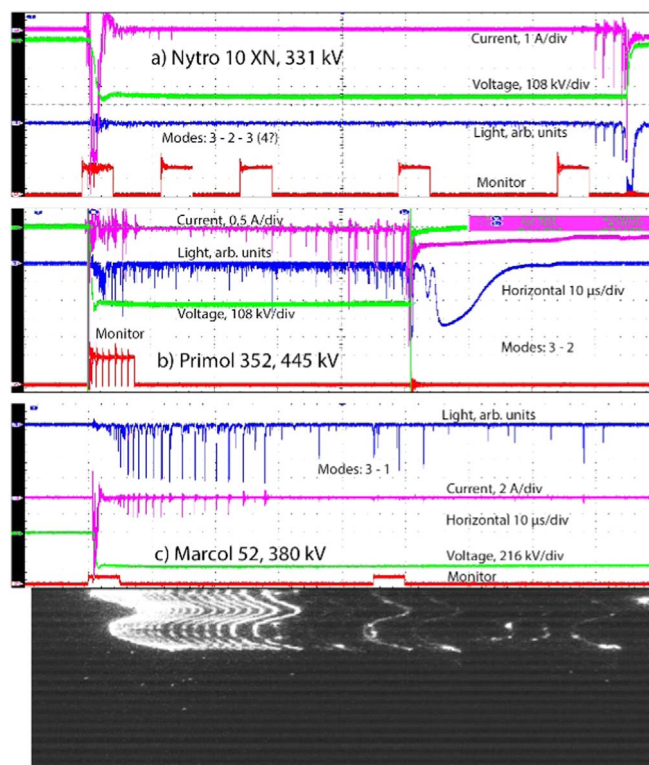 Current, 1 A/div
a) Nytro 10 XN, 331 kV
Voltage, 108 kV/div
Modes: 3 - 2 - 3 (4?)
Light, arb. units
Monitor
Current, 0.5 A/div
Light, arb. units
Horizontal 10 µs/div
Voltage, 108 kV/div
Monitor
b) Primol 352, 445 kV
Modes: 3 - 2
Light, arb. units
Modes: 3 - 1
Current, 2 A/div
Horizontal 10 µs/div
c) Marcol 52, 380 kV
Voltage, 216 kV/div
Monitor